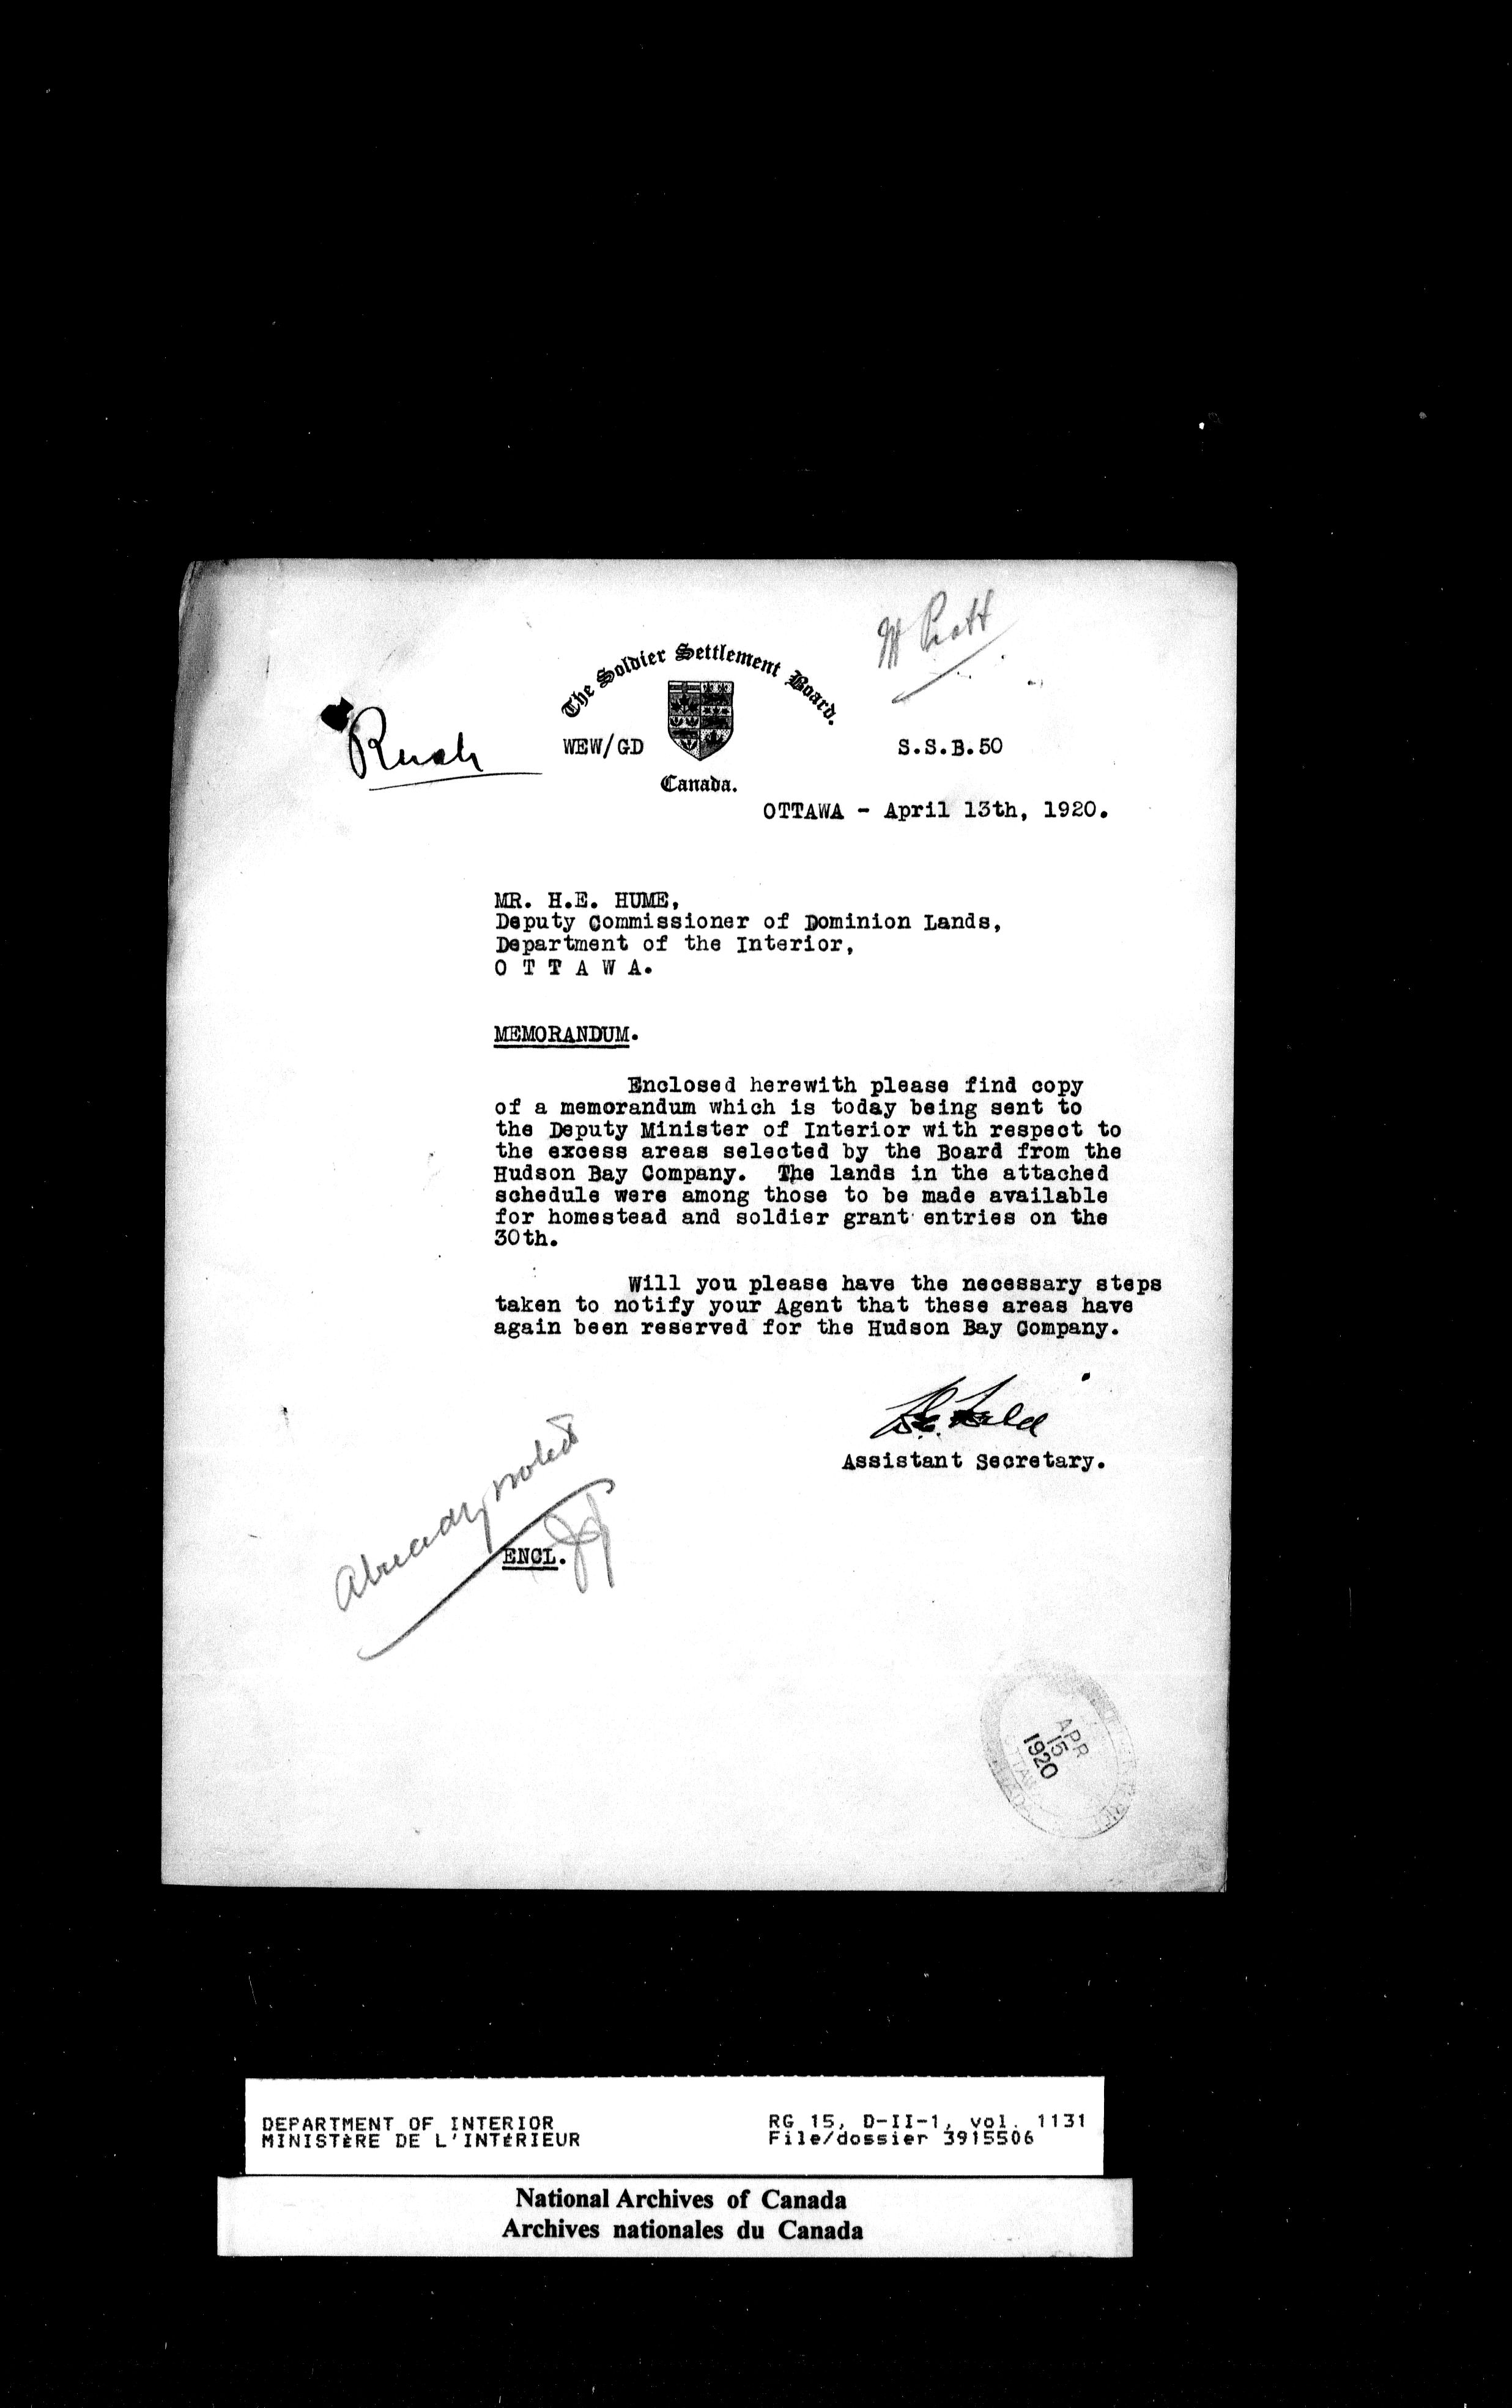 The Soldier Settlement Board.
Rush
WEW/GD
S.S.B.50
Canada.
OTTAWA - April 13th, 1920.
MR. H.E. HUME,
Deputy Commissioner of Dominion Lands,
Department of the Interior,
O T T A W A.
MEMORANDUM.
Enclosed herewith please find copy
of a memorandum which is today being sent to
the Deputy Minister of Interior with respect to
the excess areas selected by the Board from the
Hudson Bay Company. The lands in the attached
schedule were among those to be made available
for homestead and soldier grant entries on the
30th.
Will you please have the necessary steps
taken to notify your Agent that these areas have
again been reserved for the Hudson Bay Company.
Assistant Secretary.
Already noted
ENCL.
APR
15
1920
DEPARTMENT OF INTERIOR
MINISTÈRE DE L'INTÉRIEUR
RG 15, D-II-1, vol. 1131
File/dossier 3915506
National Archives of Canada
Archives nationales du Canada